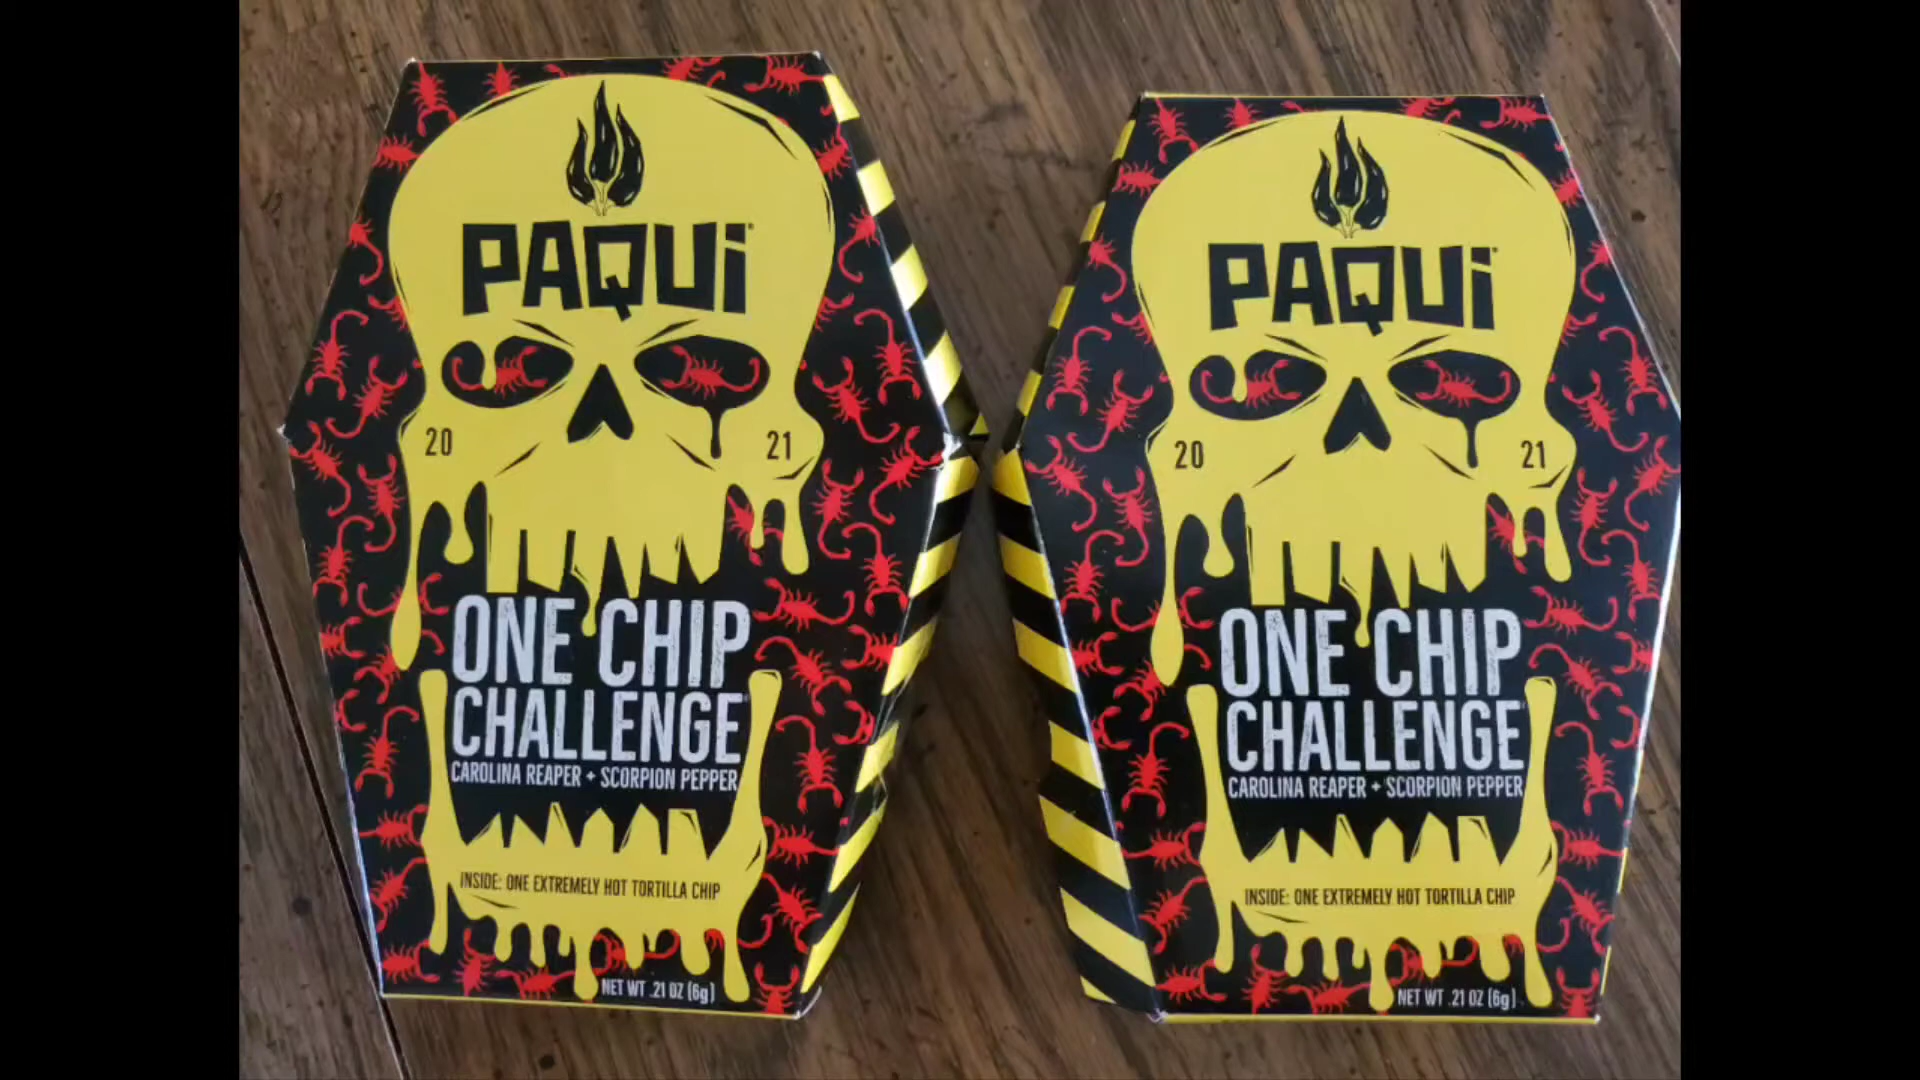 PAQUI
20 21
ONE CHIP
CHALLENGE
CAROLINA REAPER + SCORPION PEPPER
INSIDE: ONE EXTREMELY HOT TORTILLA CHIP
NET WT .21 OZ (6g)
PAQUI
20 21
ONE CHIP
CHALLENGE
CAROLINA REAPER + SCORPION PEPPER
INSIDE: ONE EXTREMELY HOT TORTILLA CHIP
NET WT .21 OZ (6g)